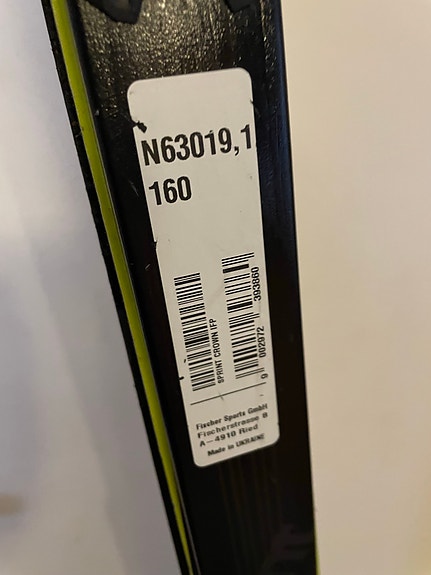 N63019,1
160
SPRINT CROWN IFP
9 002972 393860
Fischer Sports GmbH
Fischerstrasse 8
A-4910 Ried
Made in UKRAINE